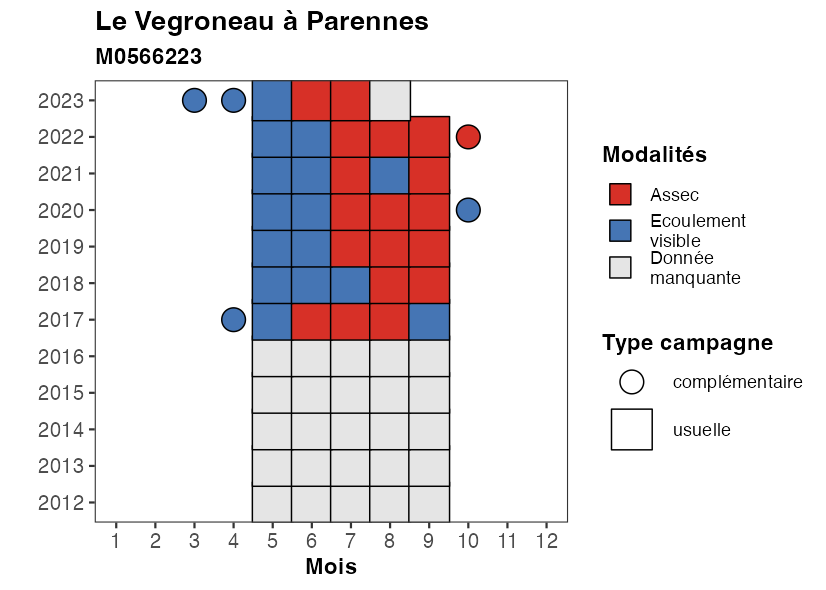 Le Vegroneau à Parennes
M0566223
2023
2022
2021
2020
2019
2018
2017
2016
2015
2014
2013
2012
1 2 3 4 5 6 7 8 9 10 11 12
Mois
Modalités
Assec
Ecoulement
visible
Donnée
manquante
Type campagne
complémentaire
usuelle